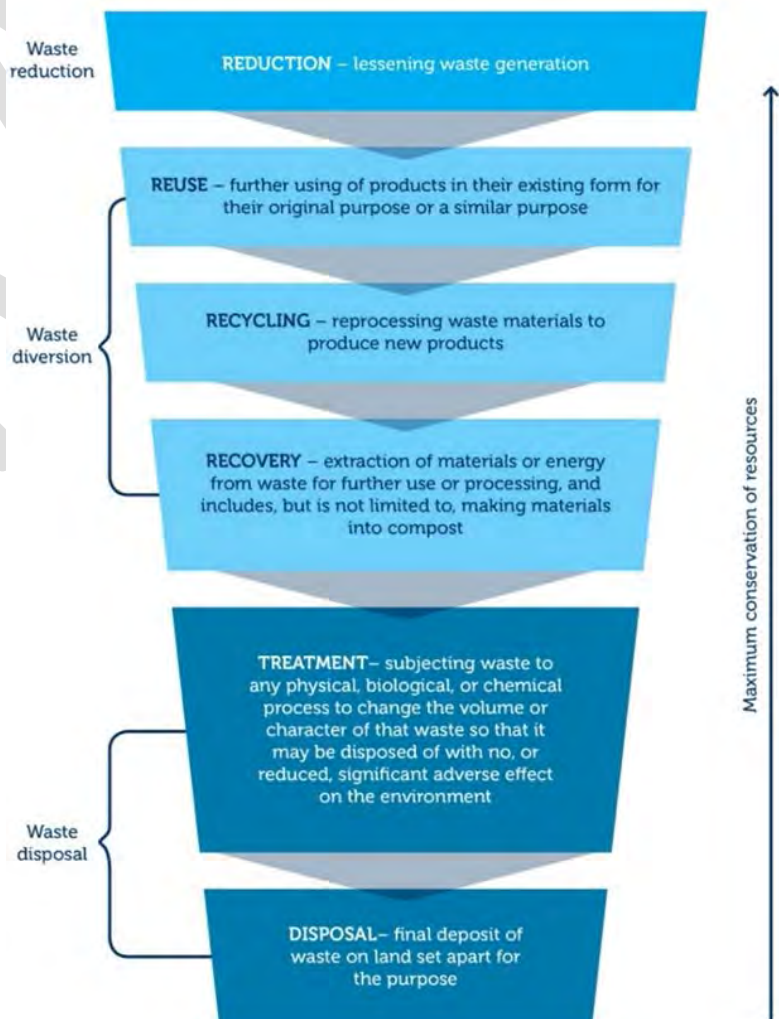 Waste
reduction
REDUCTION – lessening waste generation
REUSE – further using of products in their existing form for
their original purpose or a similar purpose
Waste
diversion
RECYCLING – reprocessing waste materials to
produce new products
RECOVERY – extraction of materials or energy
from waste for further use or processing, and
includes, but is not limited to, making materials
into compost
Waste
disposal
TREATMENT– subjecting waste to
any physical, biological, or chemical
process to change the volume or
character of that waste so that it
may be disposed of with no, or
reduced, significant adverse effect
on the environment
DISPOSAL– final deposit of
waste on land set apart for
the purpose
Maximum conservation of resources